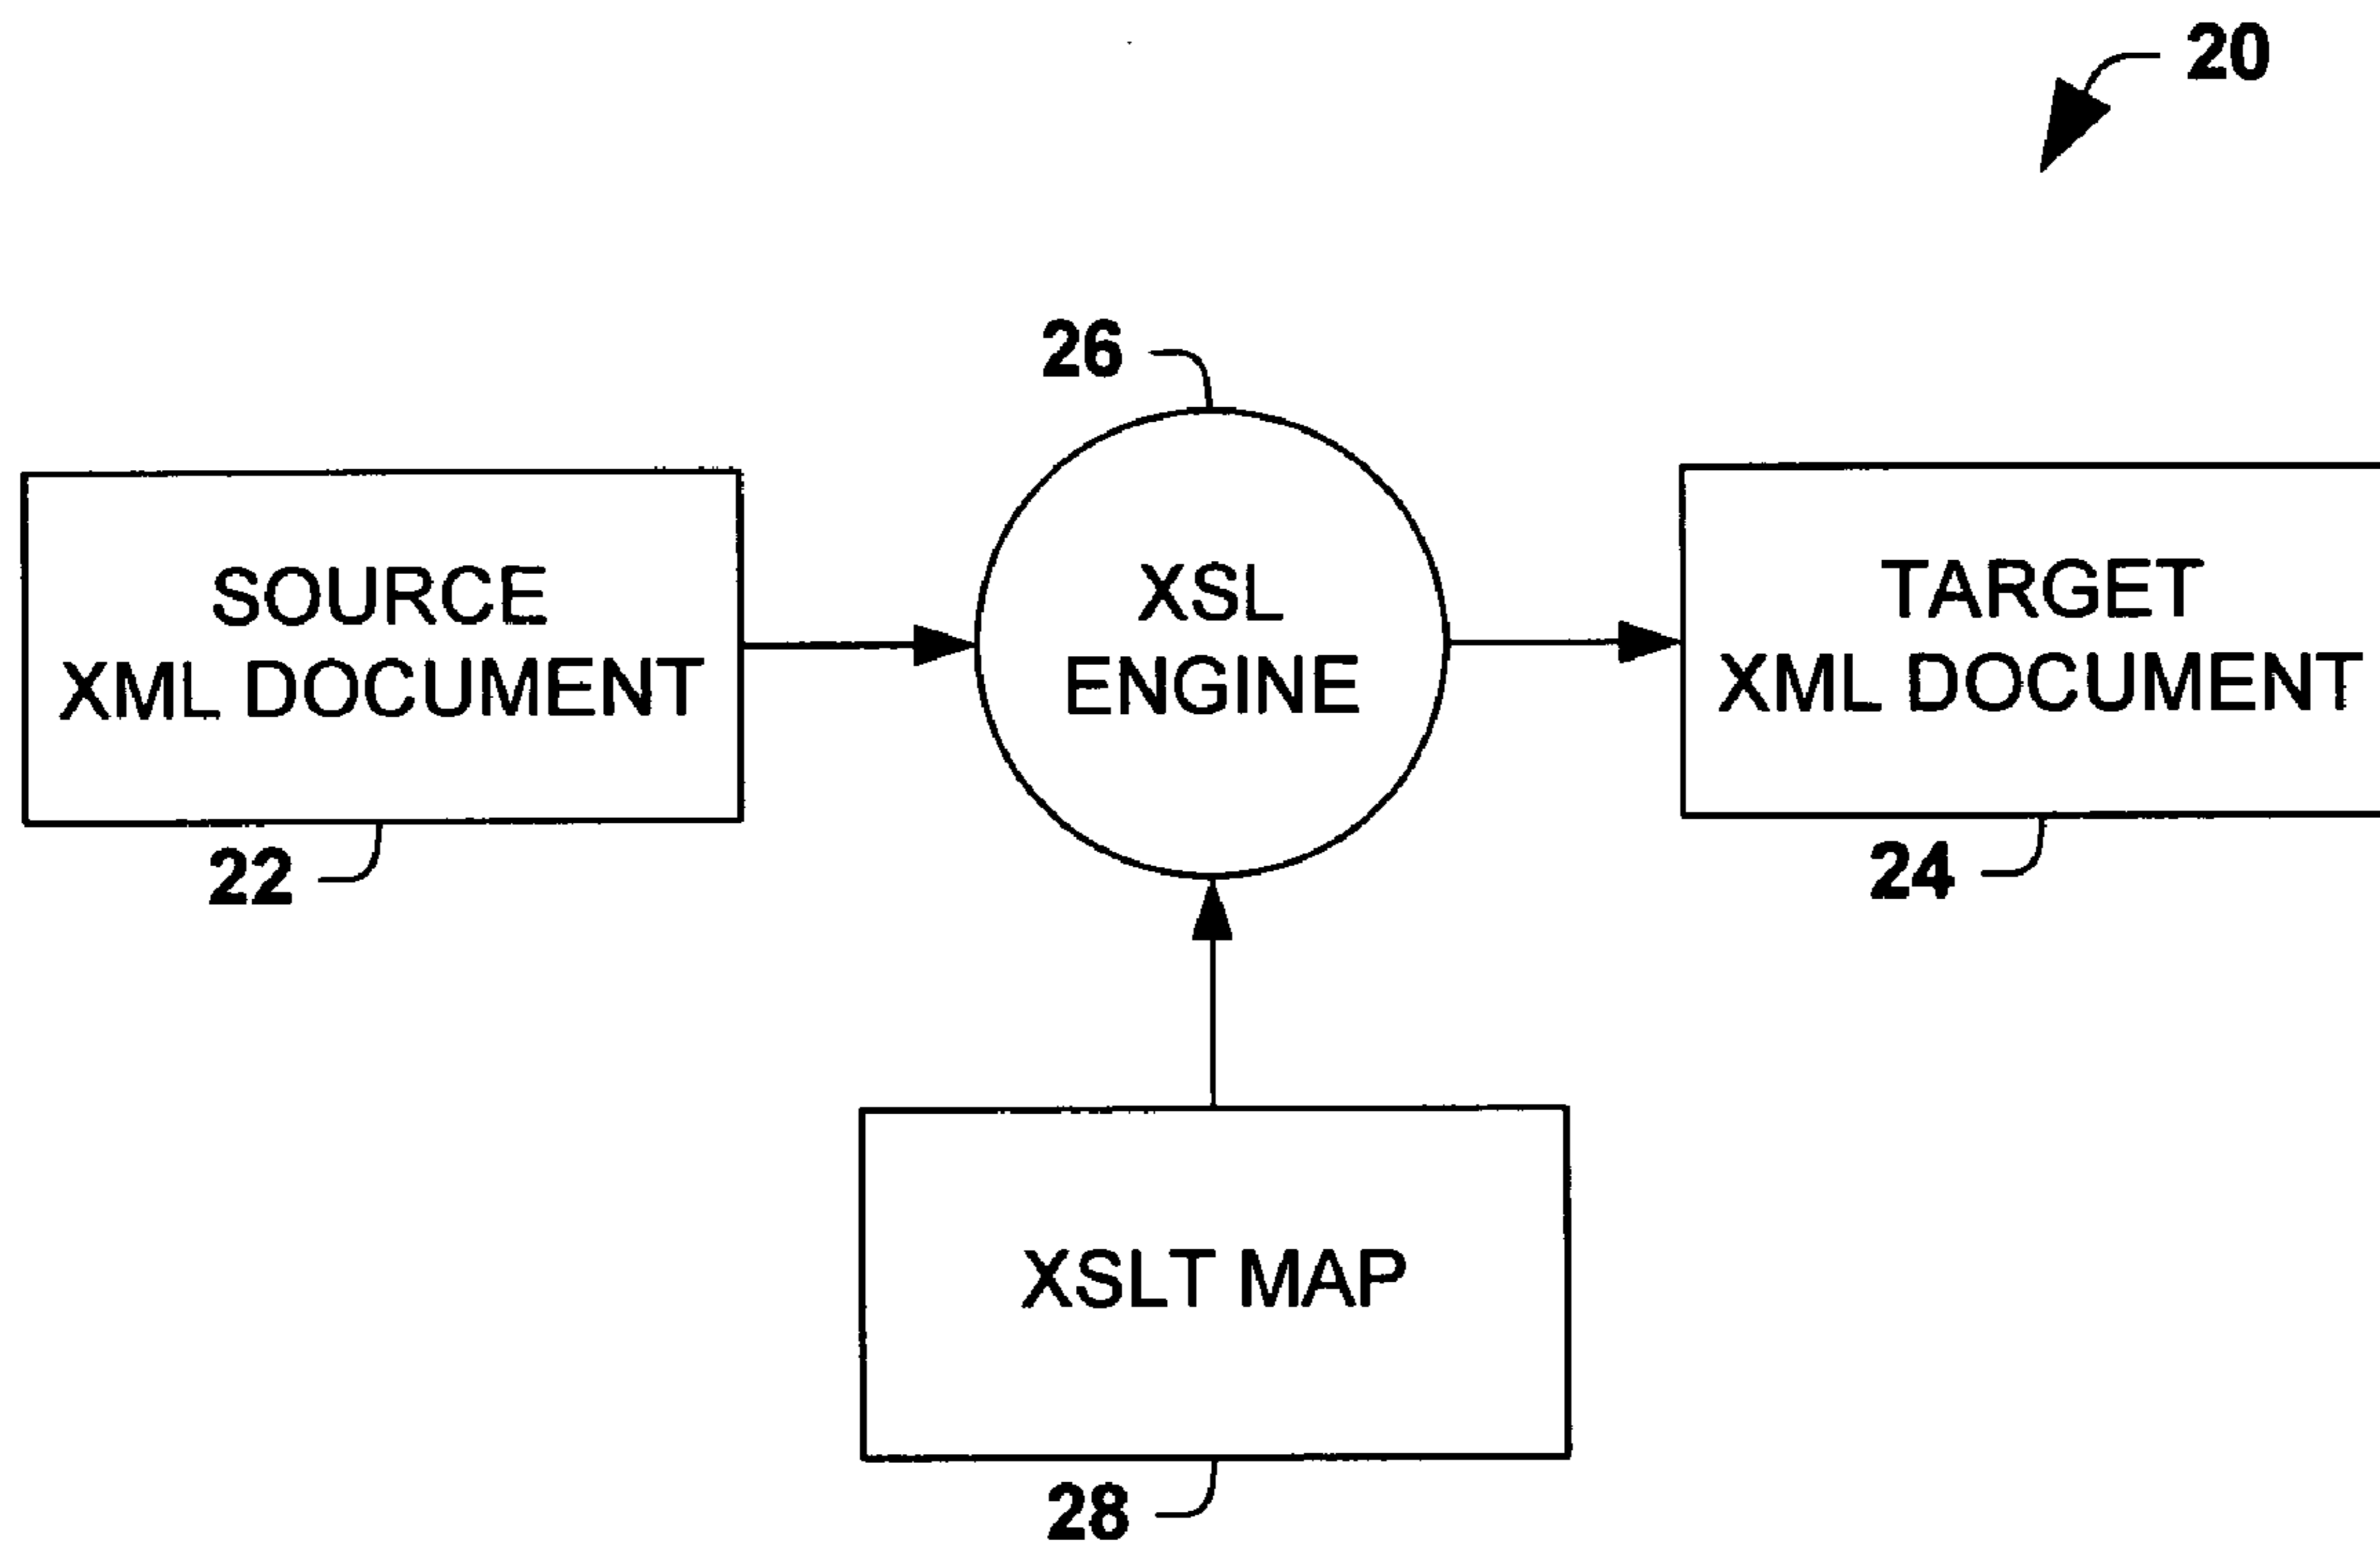 20
26
SOURCE
XML DOCUMENT
22
XSL
ENGINE
TARGET
XML DOCUMENT
24
XSLT MAP
28